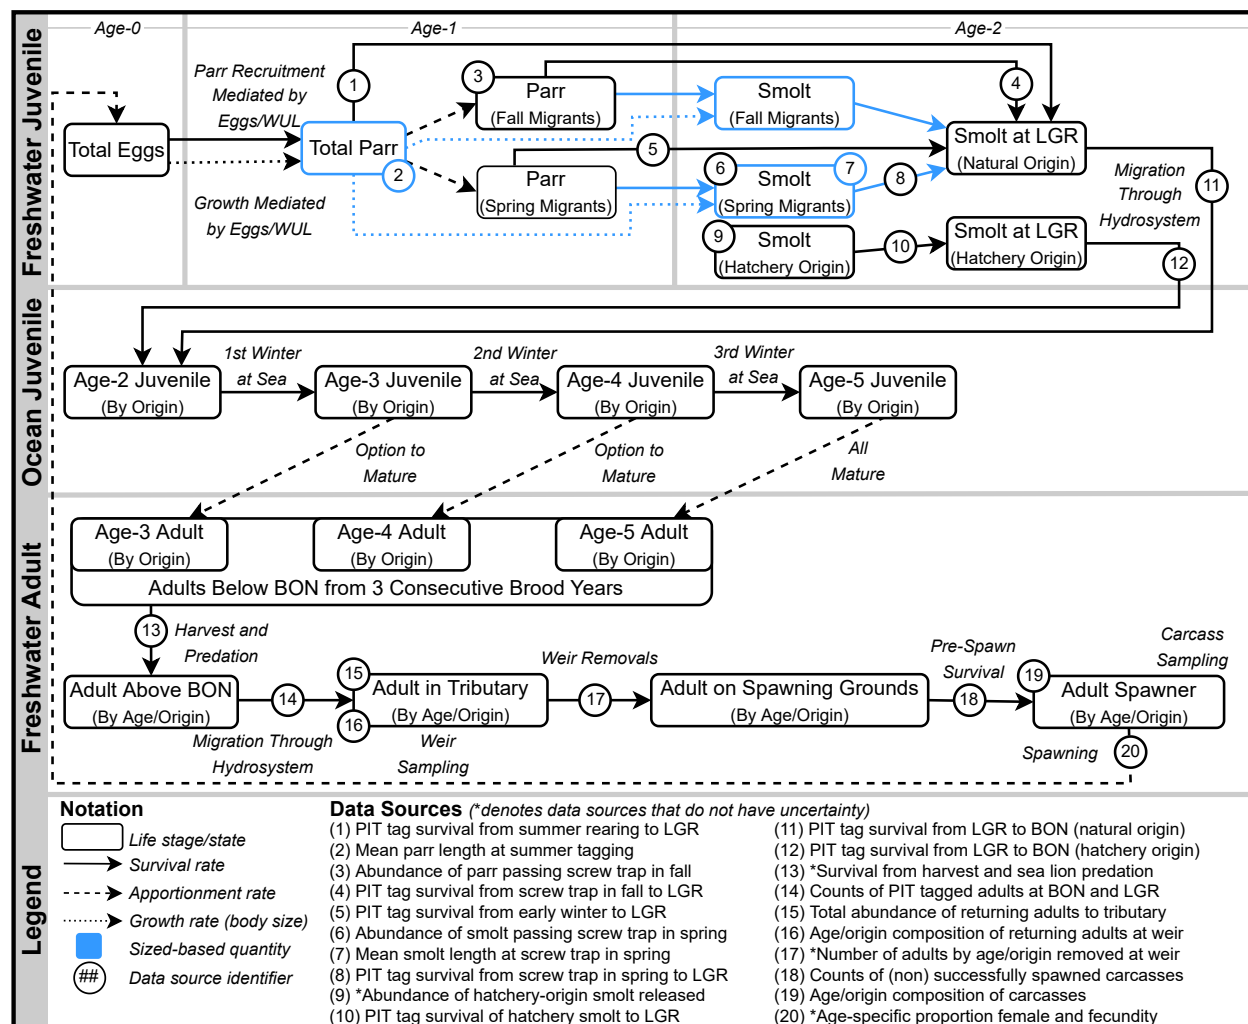 Freshwater Juvenile
Age-0
Age-1
Age-2
Parr Recruitment
Mediated by
Eggs/WUL
1
3
Parr
(Fall Migrants)
Smolt
(Fall Migrants)
4
Total Eggs
Total Parr
2
Smolt at LGR
(Natural Origin)
5
Parr
(Spring Migrants)
6
7
Smolt
(Spring Migrants)
8
Migration
Through
Hydrosystem
11
Growth Mediated
by Eggs/WUL
9
Smolt
(Hatchery Origin)
10
Smolt at LGR
(Hatchery Origin)
12
Ocean Juvenile
Age-2 Juvenile
(By Origin)
1st Winter
at Sea
Age-3 Juvenile
(By Origin)
2nd Winter
at Sea
Age-4 Juvenile
(By Origin)
3rd Winter
at Sea
Age-5 Juvenile
(By Origin)
Option to
Mature
Option to
Mature
All
Mature
Freshwater Adult
Age-3 Adult
(By Origin)
Age-4 Adult
(By Origin)
Age-5 Adult
(By Origin)
Adults Below BON from 3 Consecutive Brood Years
13
Harvest and
Predation
Adult Above BON
(By Age/Origin)
14
Migration Through
Hydrosystem
15
16
Adult in Tributary
(By Age/Origin)
Weir
Sampling
Weir Removals
17
Adult on Spawning Grounds
(By Age/Origin)
Pre-Spawn
Survival
18
19
Carcass
Sampling
Adult Spawner
(By Age/Origin)
Spawning
20
Legend
Notation
Life stage/state
Survival rate
Apportionment rate
Growth rate (body size)
Sized-based quantity
##
Data source identifier
Data Sources (*denotes data sources that do not have uncertainty)
(1) PIT tag survival from summer rearing to LGR
(2) Mean parr length at summer tagging
(3) Abundance of parr passing screw trap in fall
(4) PIT tag survival from screw trap in fall to LGR
(5) PIT tag survival from early winter to LGR
(6) Abundance of smolt passing screw trap in spring
(7) Mean smolt length at screw trap in spring
(8) PIT tag survival from screw trap in spring to LGR
(9) *Abundance of hatchery-origin smolt released
(10) PIT tag survival of hatchery smolt to LGR
(11) PIT tag survival from LGR to BON (natural origin)
(12) PIT tag survival from LGR to BON (hatchery origin)
(13) *Survival from harvest and sea lion predation
(14) Counts of PIT tagged adults at BON and LGR
(15) Total abundance of returning adults to tributary
(16) Age/origin composition of returning adults at weir
(17) *Number of adults by age/origin removed at weir
(18) Counts of (non) successfully spawned carcasses
(19) Age/origin composition of carcasses
(20) *Age-specific proportion female and fecundity